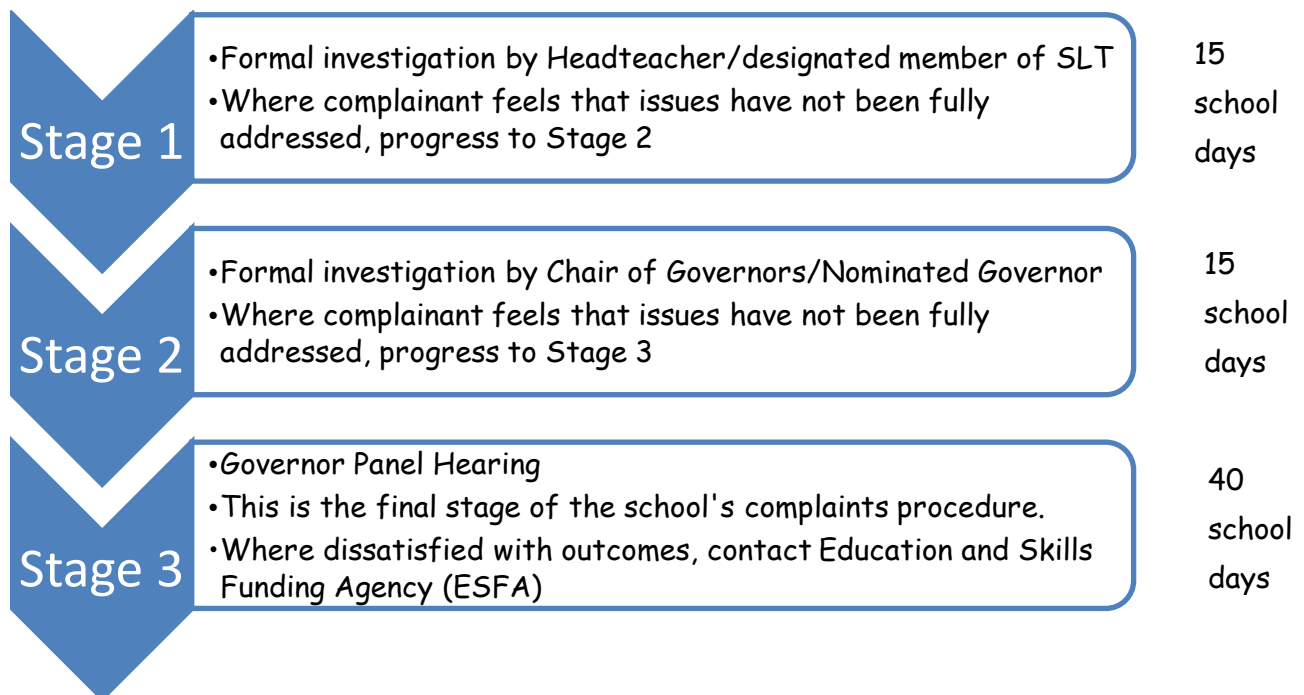 Stage 1
•Formal investigation by Headteacher/designated member of SLT
•Where complainant feels that issues have not been fully
addressed, progress to Stage 2
15
school
days
Stage 2
•Formal investigation by Chair of Governors/Nominated Governor
•Where complainant feels that issues have not been fully
addressed, progress to Stage 3
15
school
days
Stage 3
•Governor Panel Hearing
•This is the final stage of the school's complaints procedure.
•Where dissatisfied with outcomes, contact Education and Skills
Funding Agency (ESFA)
40
school
days